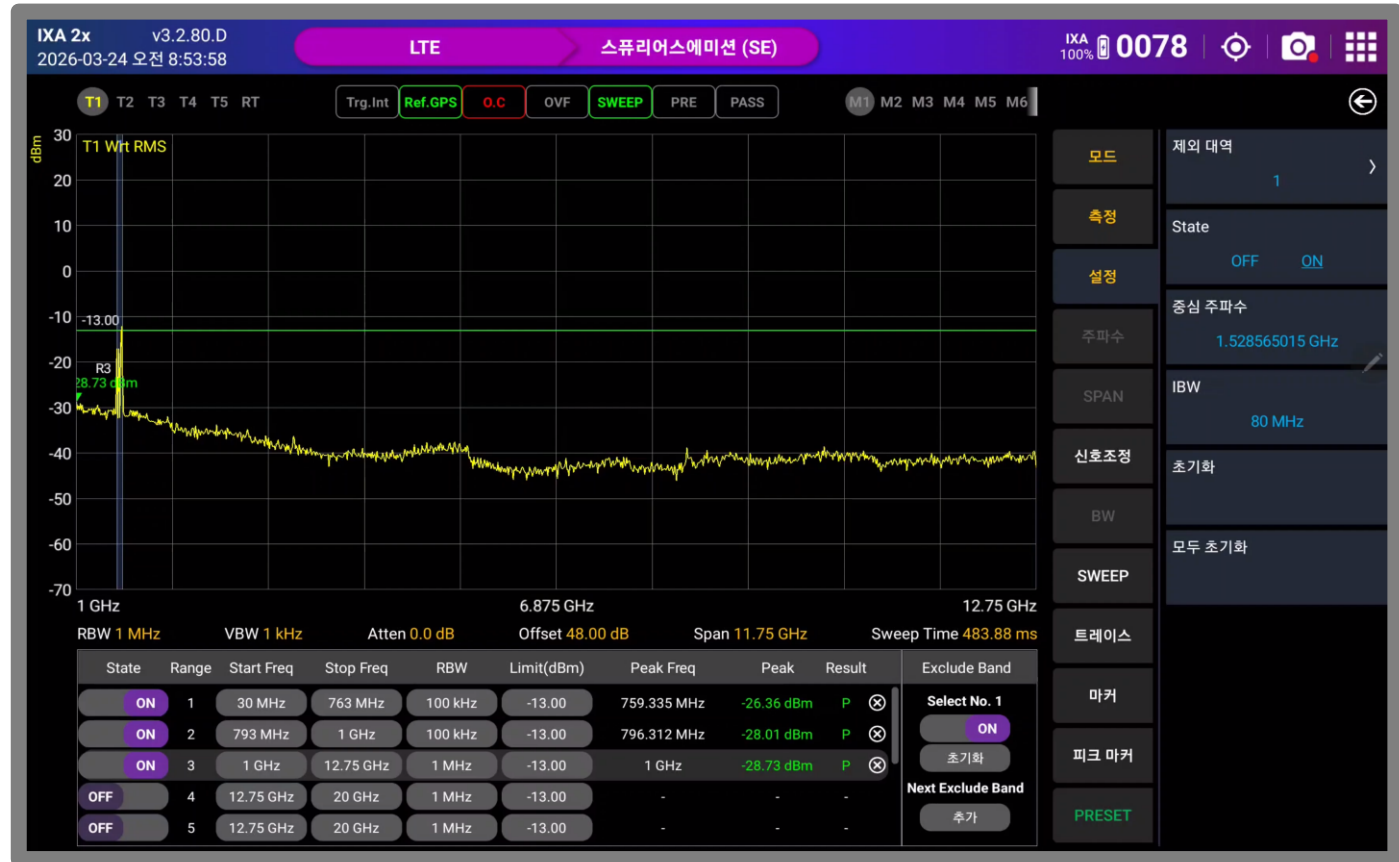 IXA 2x v3.2.80.D
2026-03-24 오전 8:53:58
LTE
스퓨리어스에미션 (SE)
IXA
100%
0078
T1 T2 T3 T4 T5 RT
Trg.Int Ref.GPS O.C OVF SWEEP PRE PASS
M1 M2 M3 M4 M5 M6
dBm
T1 Wrt RMS
30
20
10
0
-10
-20
-30
-40
-50
-60
-70
-13.00
R3
28.73 dBm
1 GHz 6.875 GHz 12.75 GHz
RBW 1 MHz VBW 1 kHz Atten 0.0 dB Offset 48.00 dB Span 11.75 GHz Sweep Time 483.88 ms
State Range Start Freq Stop Freq RBW Limit(dBm) Peak Freq Peak Result
ON 1 30 MHz 763 MHz 100 kHz -13.00 759.335 MHz -26.36 dBm P
ON 2 793 MHz 1 GHz 100 kHz -13.00 796.312 MHz -28.01 dBm P
ON 3 1 GHz 12.75 GHz 1 MHz -13.00 1 GHz -28.73 dBm P
OFF 4 12.75 GHz 20 GHz 1 MHz -13.00 - - -
OFF 5 12.75 GHz 20 GHz 1 MHz -13.00 - - -
Exclude Band
Select No. 1
ON
초기화
Next Exclude Band
추가
모드
측정
설정
주파수
SPAN
신호조정
BW
SWEEP
트레이스
마커
피크 마커
PRESET
제외 대역
1
State
OFF ON
중심 주파수
1.528565015 GHz
IBW
80 MHz
초기화
모두 초기화